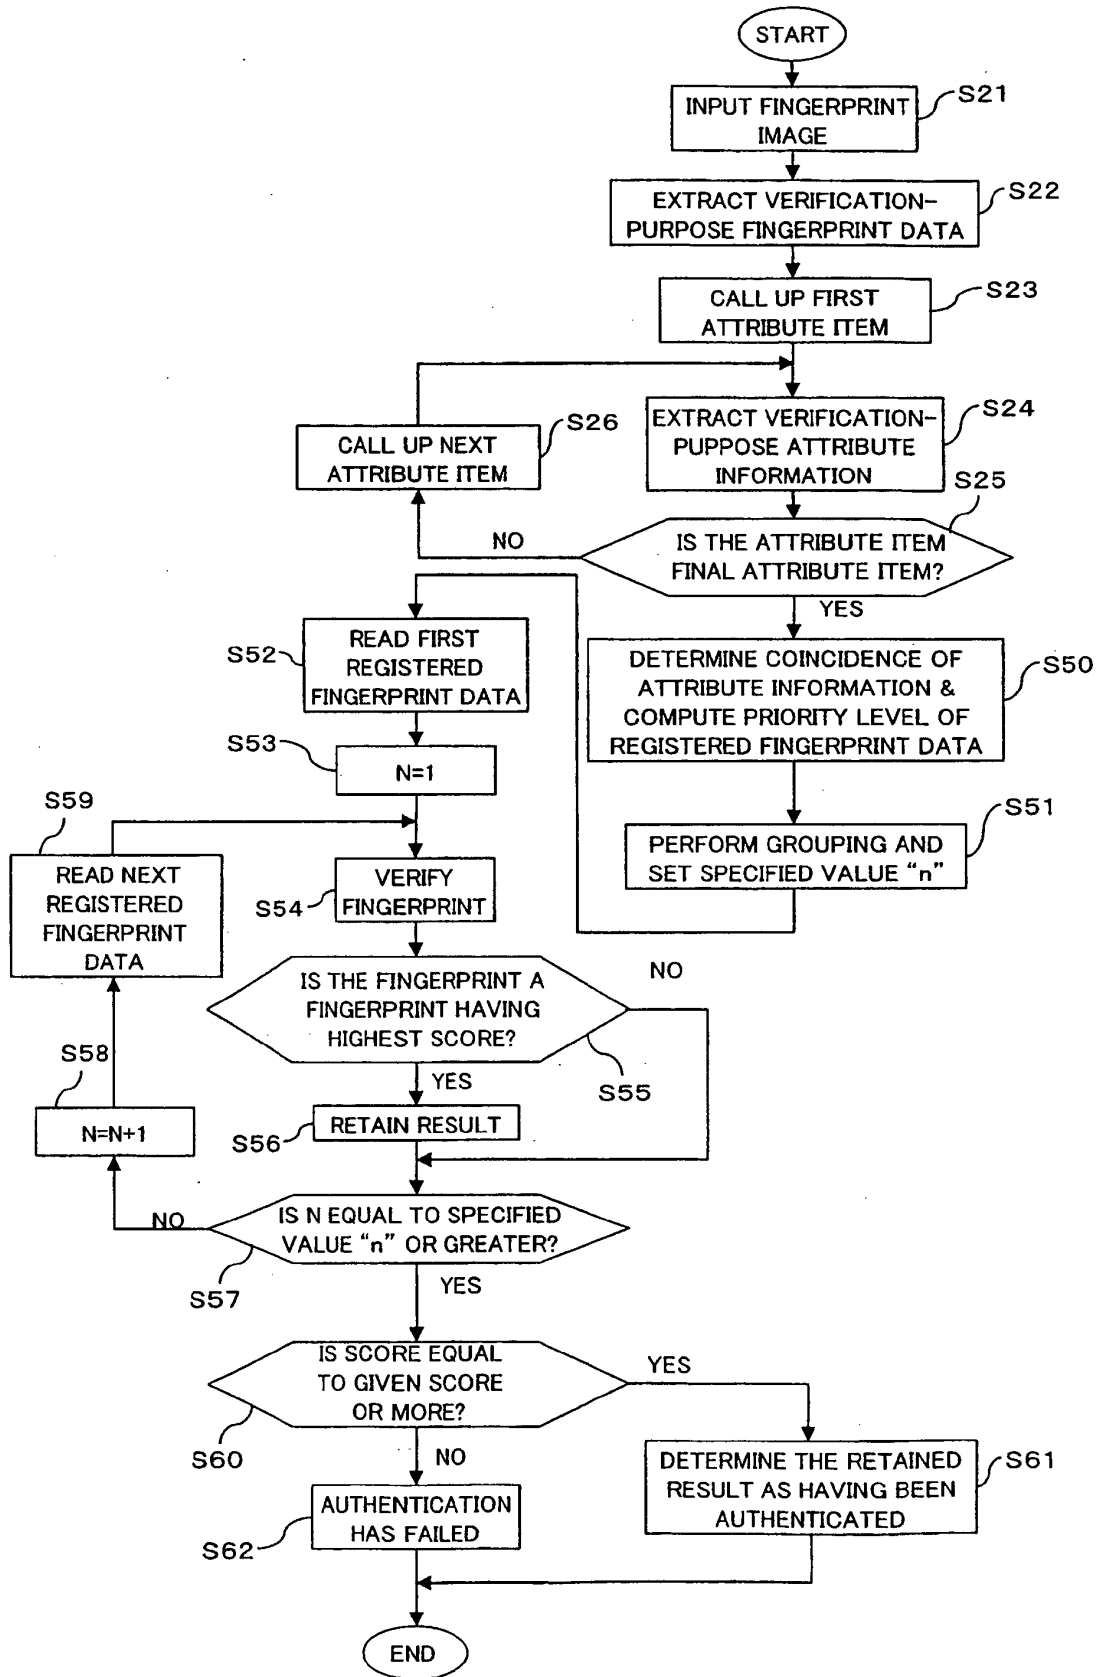 START
INPUT FINGERPRINT
IMAGE
S21
EXTRACT VERIFICATION-
PURPOSE FINGERPRINT DATA
S22
CALL UP FIRST
ATTRIBUTE ITEM
S23
EXTRACT VERIFICATION-
PUPPOSE ATTRIBUTE
INFORMATION
S24
CALL UP NEXT
ATTRIBUTE ITEM
S26
S25
IS THE ATTRIBUTE ITEM
FINAL ATTRIBUTE ITEM?
NO
YES
DETERMINE COINCIDENCE OF
ATTRIBUTE INFORMATION &
COMPUTE PRIORITY LEVEL OF
REGISTERED FINGERPRINT DATA
S50
PERFORM GROUPING AND
SET SPECIFIED VALUE “n”
S51
S52
READ FIRST
REGISTERED
FINGERPRINT DATA
S53
N=1
S59
READ NEXT
REGISTERED
FINGERPRINT
DATA
VERIFY
FINGERPRINT
S54
IS THE FINGERPRINT A
FINGERPRINT HAVING
HIGHEST SCORE?
NO
S55
YES
S58
N=N+1
S56
RETAIN RESULT
NO
IS N EQUAL TO SPECIFIED
VALUE “n” OR GREATER?
S57
YES
IS SCORE EQUAL
TO GIVEN SCORE
OR MORE?
YES
S60
NO
DETERMINE THE RETAINED
RESULT AS HAVING BEEN
AUTHENTICATED
S61
AUTHENTICATION
HAS FAILED
S62
END